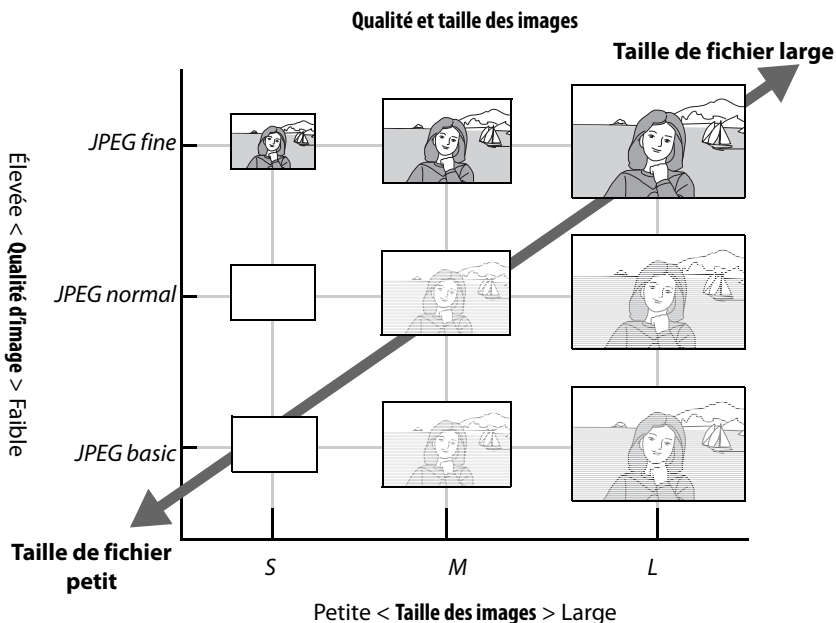 Qualité et taille des images
Taille de fichier large
JPEG fine
JPEG normal
JPEG basic
Élevée < Qualité d'image > Faible
Taille de fichier
petit
S
M
L
Petite < Taille des images > Large